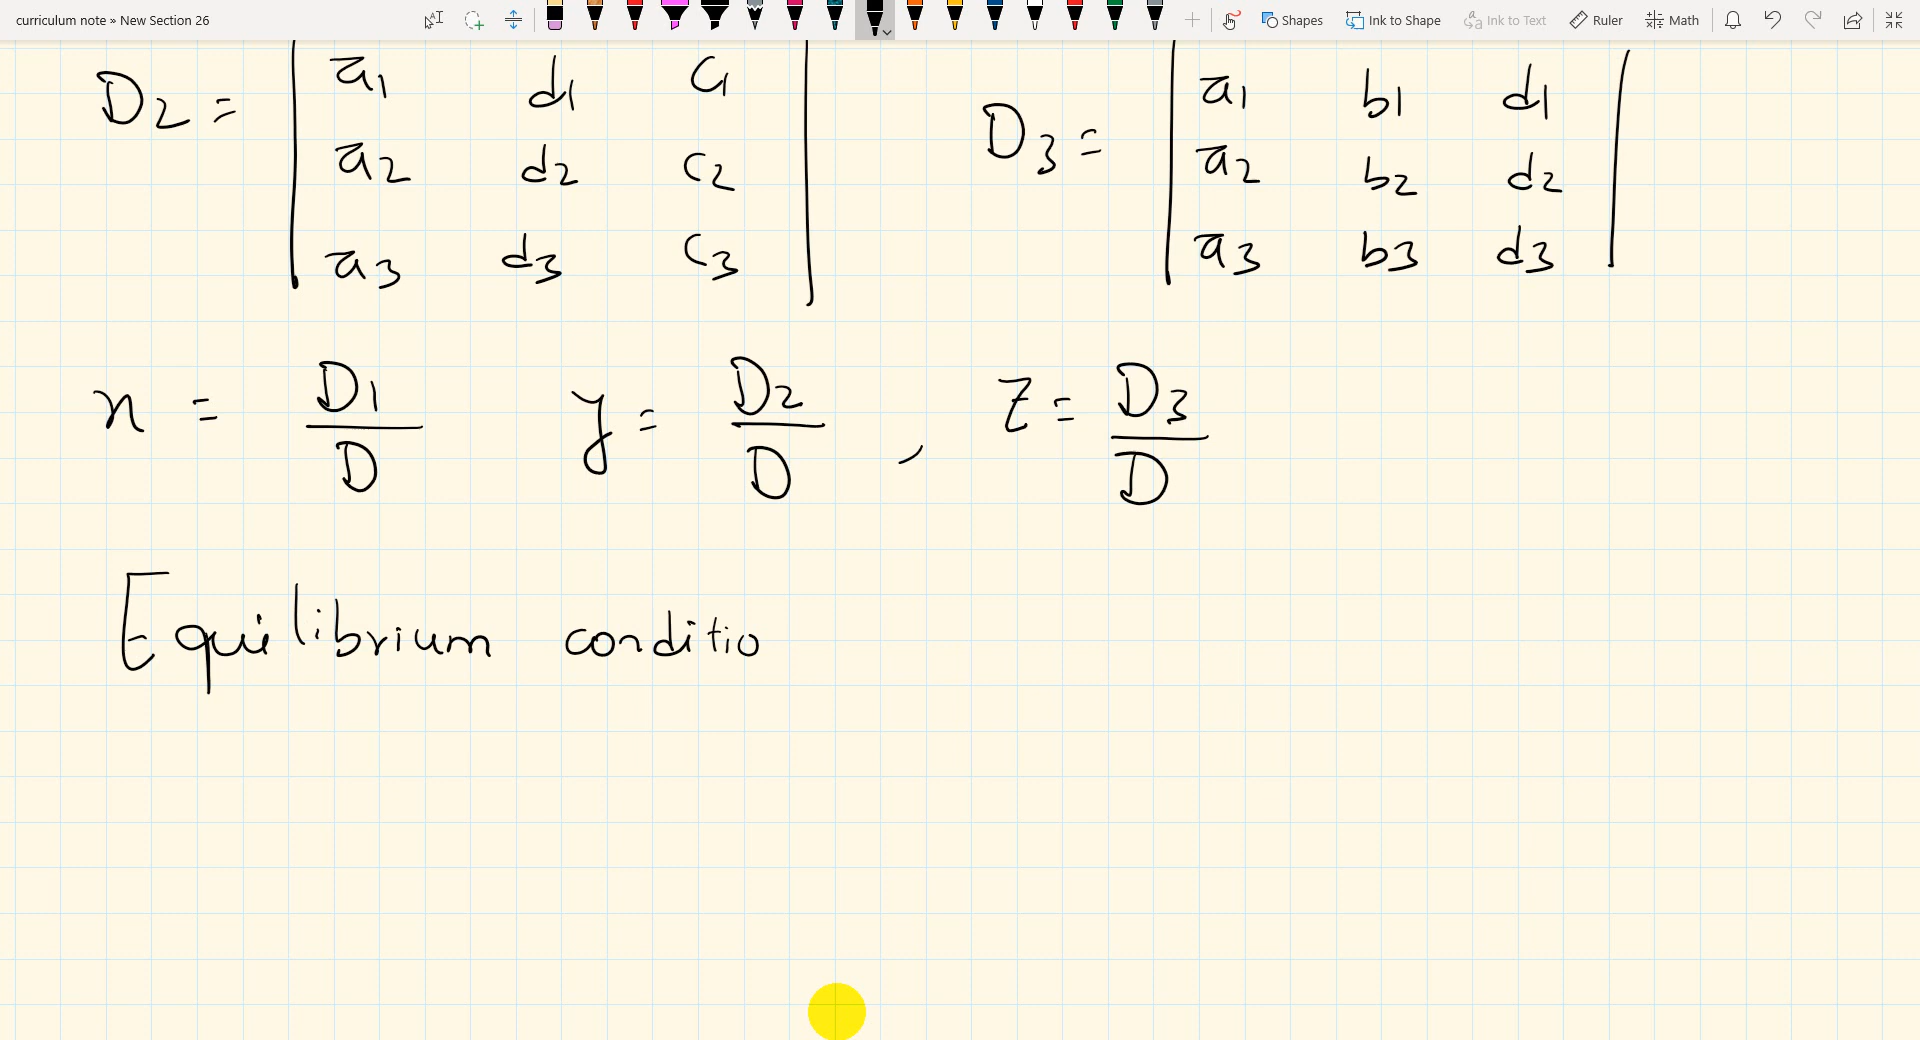 curriculum note » New Section 26 Shapes Ink to Shape Ink to Text Ruler Math
D2 = | a1 d1 c1 | D3 = | a1 b1 d1 |
| a2 d2 c2 | | a2 b2 d2 |
| a3 d3 c3 | | a3 b3 d3 |
x = D1/D y = D2/D , z = D3/D
Equilibrium conditio